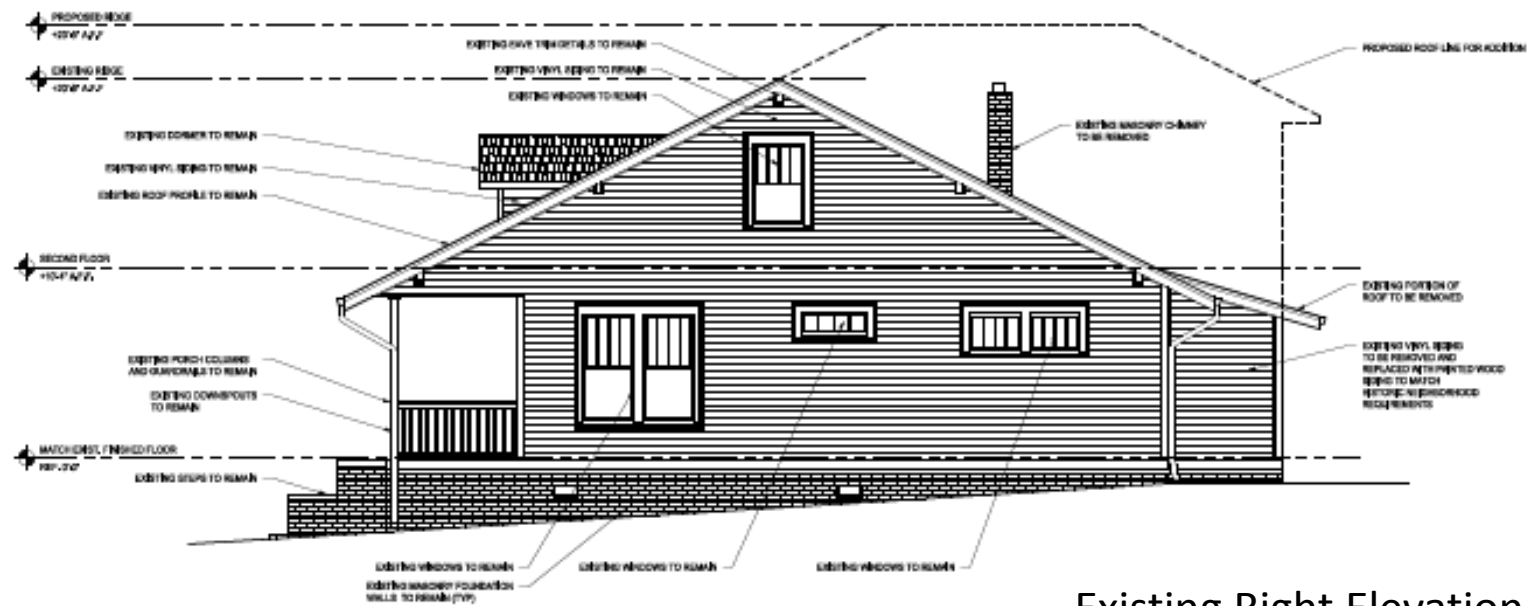 PROPOSED RIDGE
EXISTING RIDGE
EXISTING EAVE TRIM DETAILS TO REMAIN
EXISTING VINYL SIDING TO REMAIN
EXISTING WINDOWS TO REMAIN
PROPOSED ROOF LINE FOR ADDITION
EXISTING DORMER TO REMAIN
EXISTING VINYL SIDING TO REMAIN
EXISTING ROOF PROFILE TO REMAIN
EXISTING MASONRY CHIMNEY
TO BE REMOVED
SECOND FLOOR
EXISTING PORTION OF
ROOF TO BE REMOVED
EXISTING PORCH COLUMNS
AND GUARDRAILS TO REMAIN
EXISTING DOWNSPOUTS
TO REMAIN
EXISTING VINYL SIDING
TO BE REMOVED AND
REPLACED WITH PAINTED WOOD
SIDING TO MATCH
HISTORIC NEIGHBORHOOD
REQUIREMENTS
MATCH EXIST. FINISHED FLOOR
EXISTING STEPS TO REMAIN
EXISTING WINDOWS TO REMAIN
EXISTING MASONRY FOUNDATION
WALLS TO REMAIN (TYP)
EXISTING WINDOWS TO REMAIN
EXISTING WINDOWS TO REMAIN
Existing Right Elevation